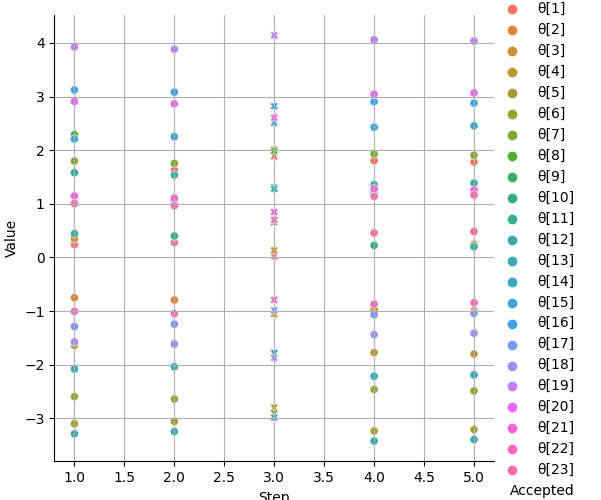 θ[1]
θ[2]
θ[3]
θ[4]
θ[5]
θ[6]
θ[7]
θ[8]
θ[9]
θ[10]
θ[11]
θ[12]
θ[13]
θ[14]
θ[15]
θ[16]
θ[17]
θ[18]
θ[19]
θ[20]
θ[21]
θ[22]
θ[23]
Accepted
Value
4
3
2
1
0
−1
−2
−3
1.0 1.5 2.0 2.5 3.0 3.5 4.0 4.5 5.0
Step